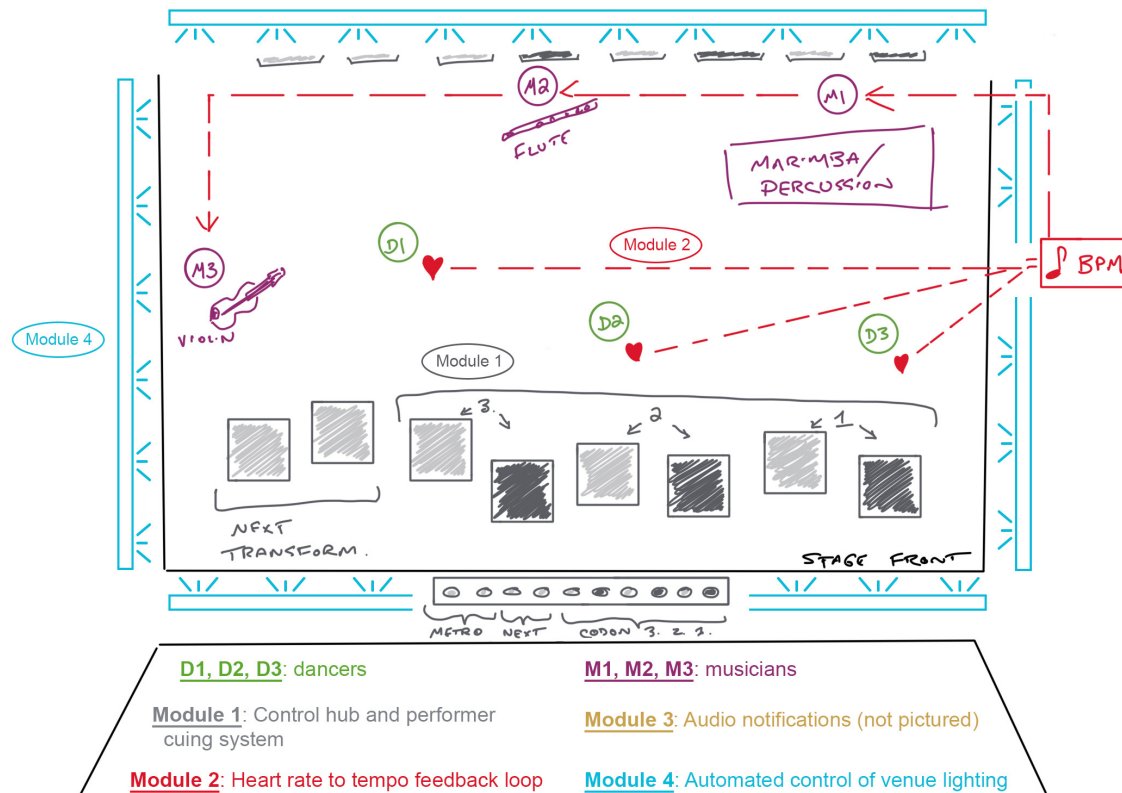 M2
M1
FLUTE
MARIMBA/
PERCUSSION
D1
Module 2
BPM
M3
VIOLIN
D2
D3
Module 4
Module 1
3.
2
1
NEXT
TRANSFORM.
STAGE FRONT
METRO NEXT CODON 3. 2. 1.
D1, D2, D3: dancers
M1, M2, M3: musicians
Module 1: Control hub and performer
cuing system
Module 3: Audio notifications (not pictured)
Module 2: Heart rate to tempo feedback loop
Module 4: Automated control of venue lighting